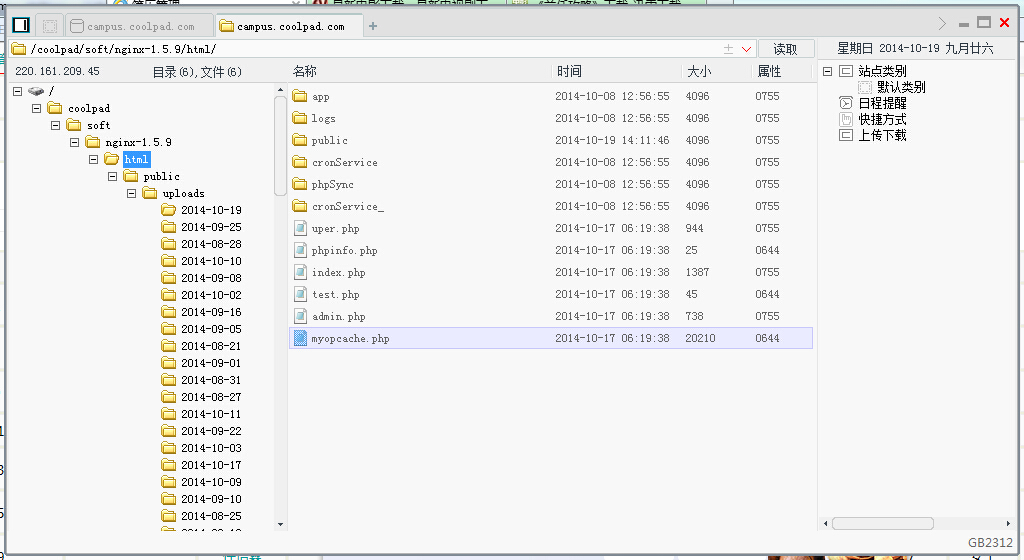 campus.coolpad.com
campus.coolpad.com
/coolpad/soft/nginx-1.5.9/html/
读取
星期日 2014-10-19 九月廿六
220.161.209.45 目录(6),文件(6)
名称 时间 大小 属性
/
coolpad
soft
nginx-1.5.9
html
public
uploads
2014-10-19
2014-09-25
2014-08-28
2014-10-10
2014-09-08
2014-10-02
2014-09-16
2014-09-05
2014-08-21
2014-09-01
2014-08-31
2014-08-27
2014-10-11
2014-09-22
2014-10-03
2014-10-17
2014-10-09
2014-09-10
2014-08-25
app 2014-10-08 12:56:55 4096 0755
logs 2014-10-08 12:56:55 4096 0755
public 2014-10-19 14:11:46 4096 0755
cronService 2014-10-08 12:56:55 4096 0755
phpSync 2014-10-08 12:56:55 4096 0755
cronService_ 2014-10-08 12:56:55 4096 0755
uper.php 2014-10-17 06:19:38 944 0755
phpinfo.php 2014-10-17 06:19:38 25 0644
index.php 2014-10-17 06:19:38 1387 0755
test.php 2014-10-17 06:19:38 45 0644
admin.php 2014-10-17 06:19:38 738 0755
myopcache.php 2014-10-17 06:19:38 20210 0644
站点类别
默认类别
日程提醒
快捷方式
上传下载
GB2312